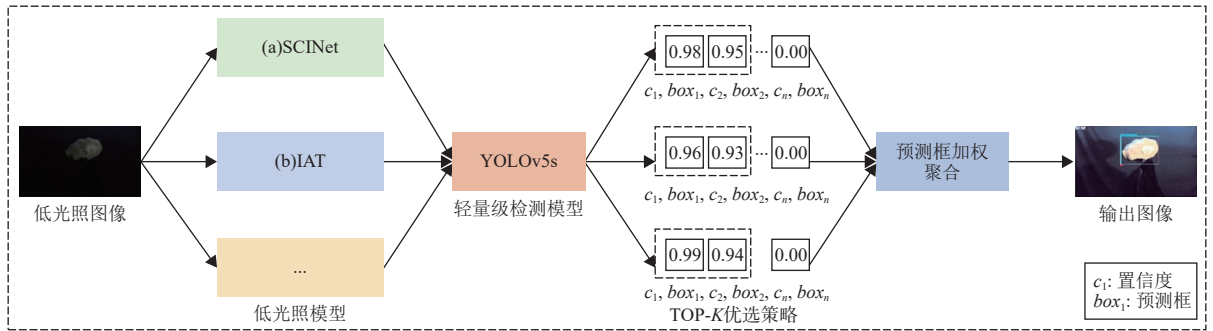 低光照图像
(a)SCINet
(b)IAT
...
低光照模型
YOLOv5s
轻量级检测模型
0.98 0.95 ... 0.00
c₁, box₁, c₂, box₂, cₙ, boxₙ
0.96 0.93 ... 0.00
c₁, box₁, c₂, box₂, cₙ, boxₙ
0.99 0.94 0.00
c₁, box₁, c₂, box₂, cₙ, boxₙ
TOP-K优选策略
预测框加权
聚合
输出图像
c₁: 置信度
box₁: 预测框